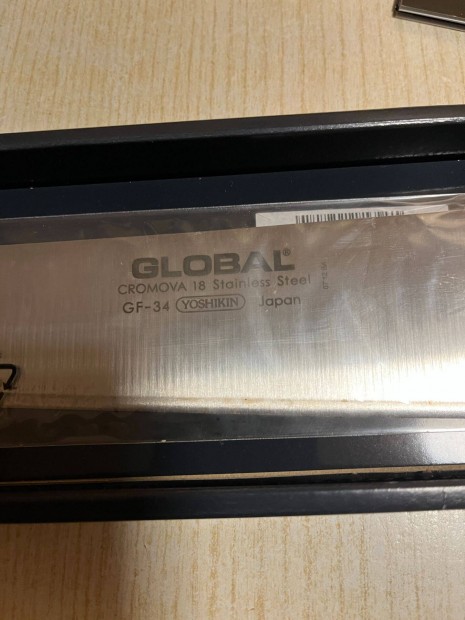 GLOBAL®
CROMOVA 18 Stainless Steel
GF-34 YOSHIKIN Japan